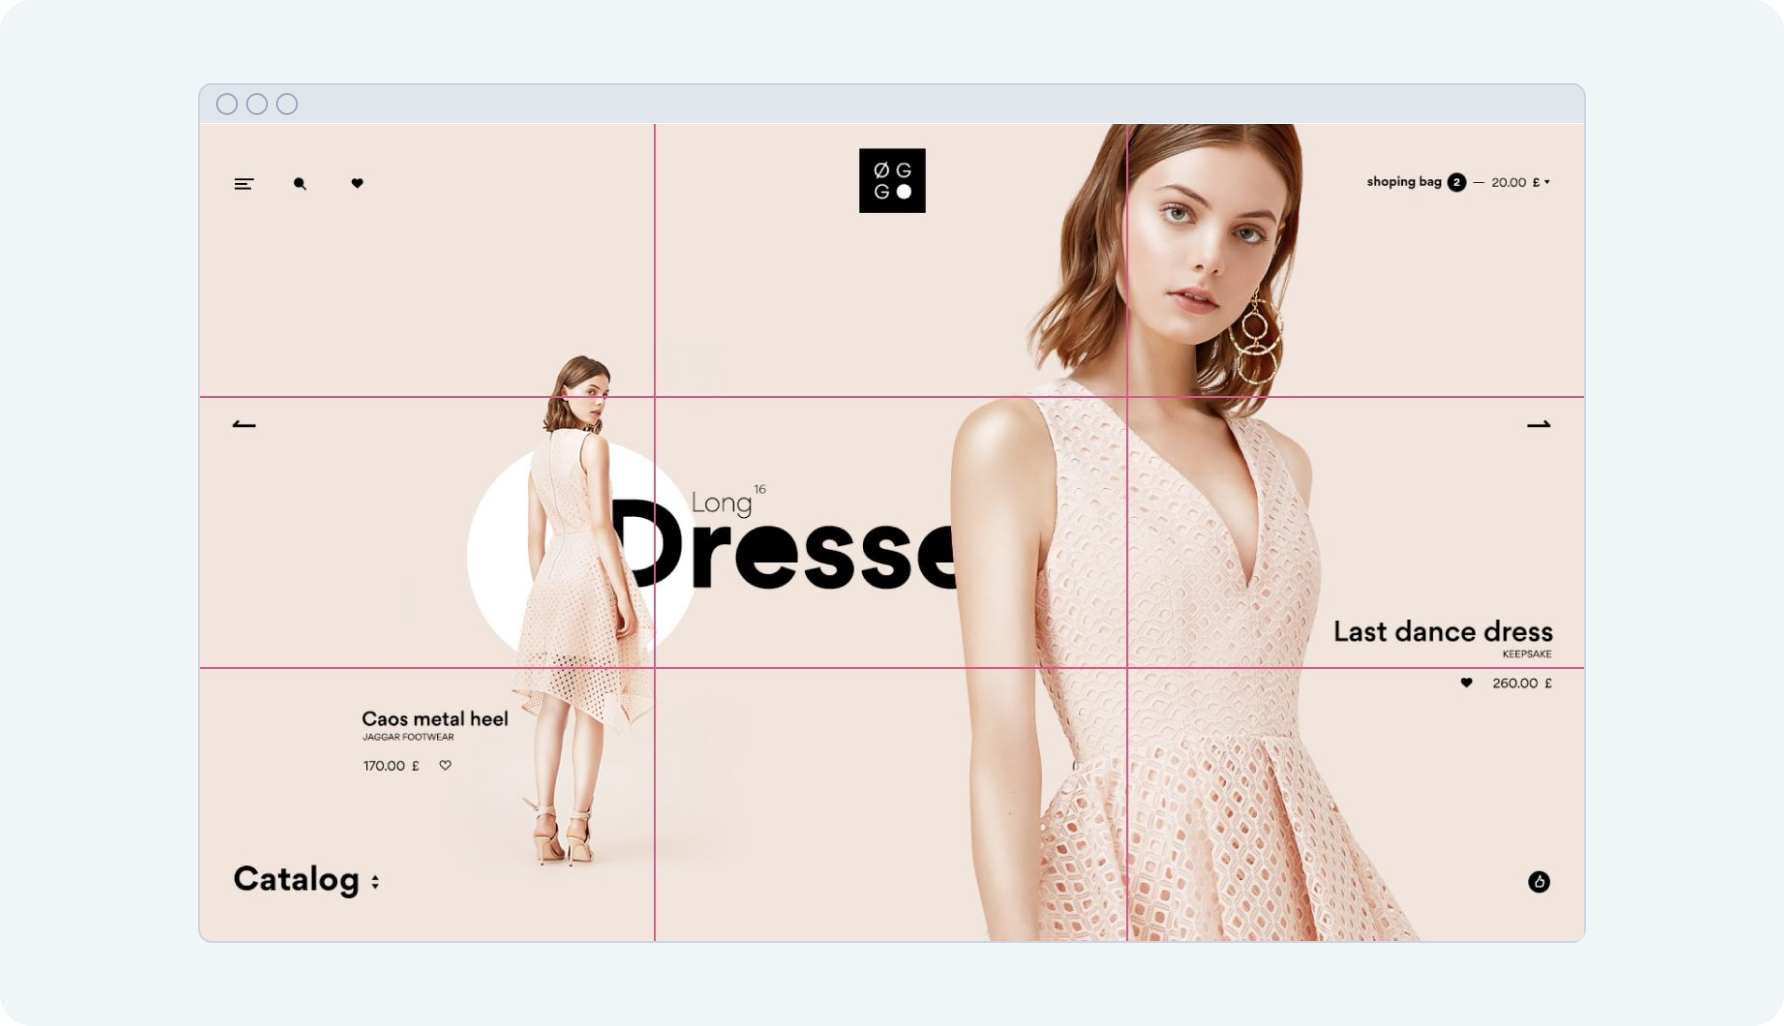 ØG
GO
shoping bag 2 — 20.00 £
Long 16
Dresse
Last dance dress
KEEPSAKE
260.00 £
Caos metal heel
JAGGAR FOOTWEAR
170.00 £
Catalog